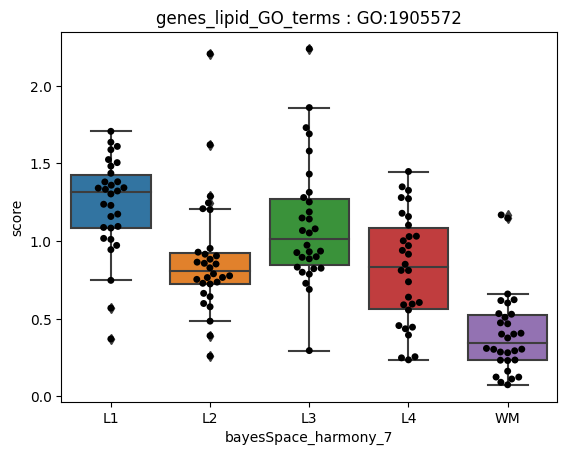 genes_lipid_GO_terms : GO:1905572
2.0
1.5
1.0
0.5
0.0
score
L1 L2 L3 L4 WM
bayesSpace_harmony_7